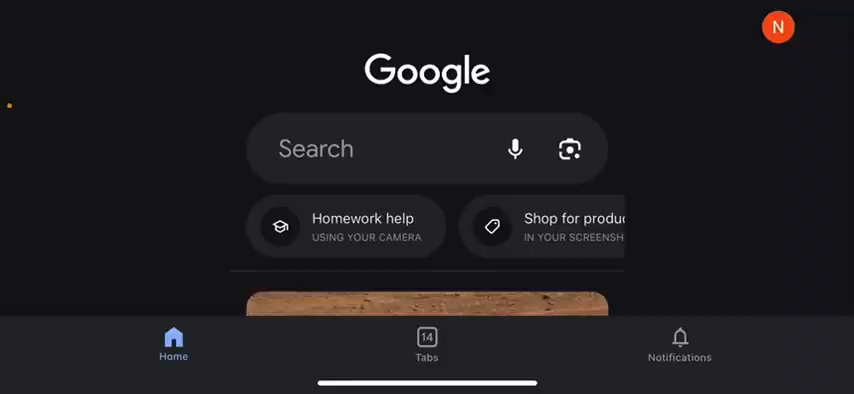 N
Google
Search
Homework help
USING YOUR CAMERA
Shop for produc
IN YOUR SCREENSH
Home
14
Tabs
Notifications